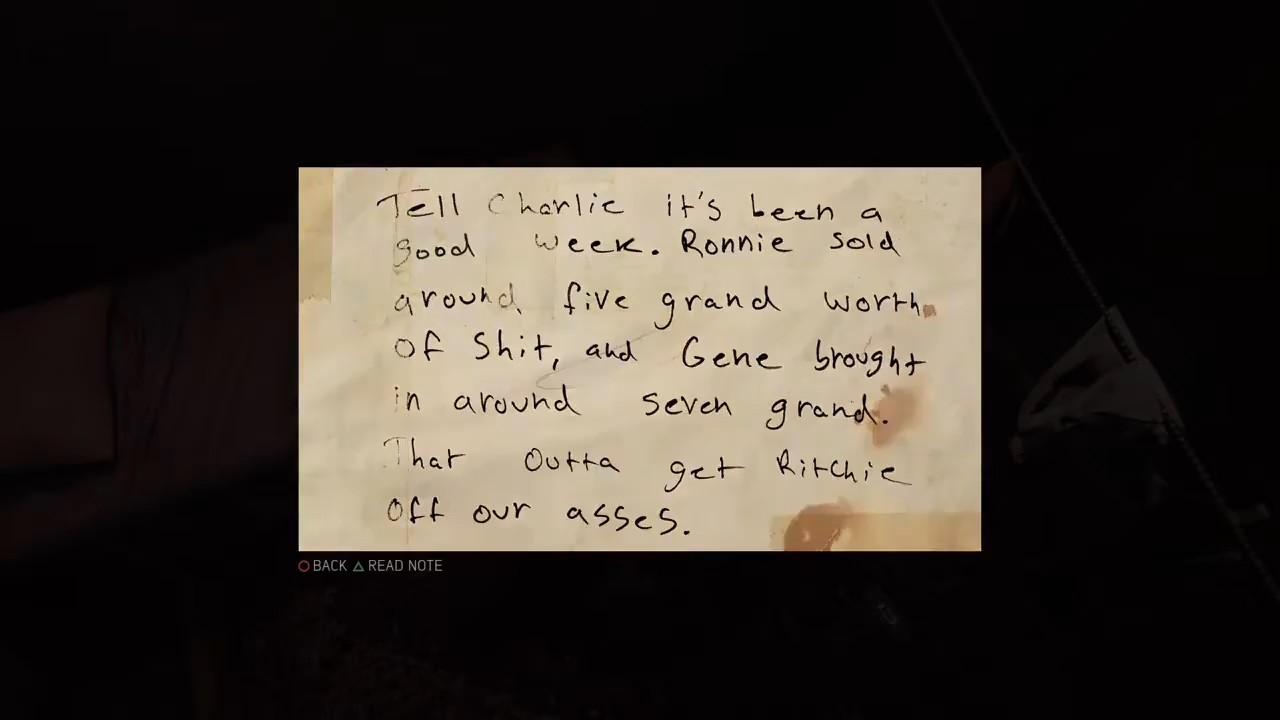 Tell Charlie it's been a
good week. Ronnie sold
around five grand worth
of Shit, and Gene brought
in around seven grand.
That Outta get Ritchie
Off our asses.
BACK READ NOTE